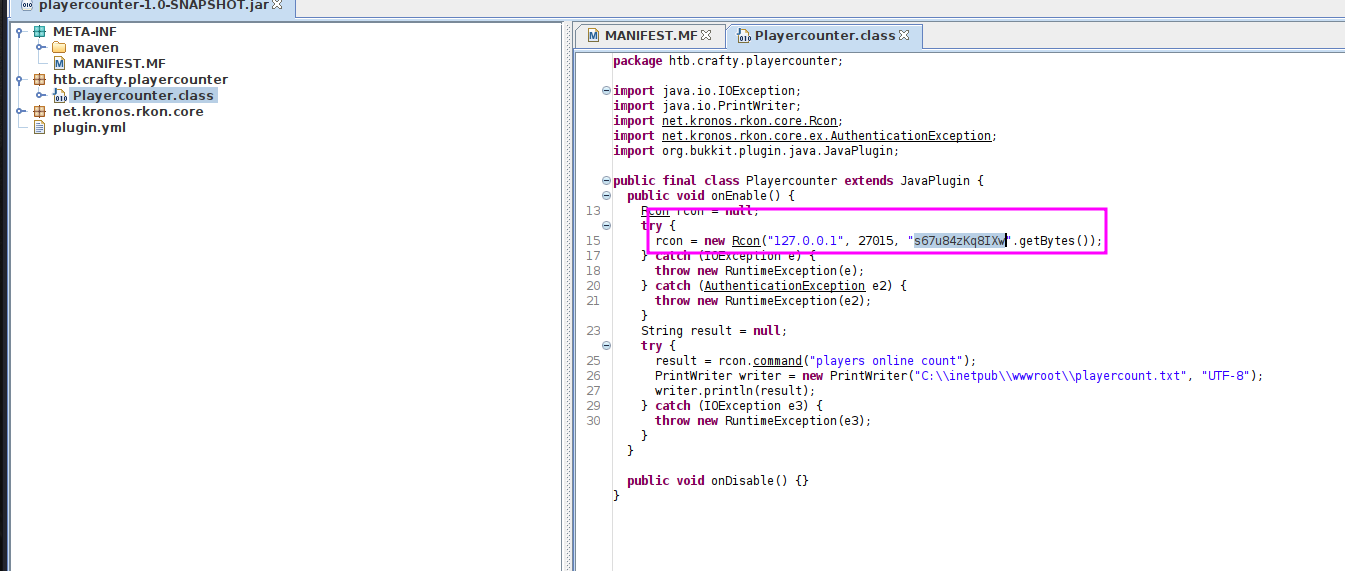 playercounter-1.0-SNAPSHOT.jar
META-INF
maven
MANIFEST.MF
htb.crafty.playercounter
Playercounter.class
net.kronos.rkon.core
plugin.yml
MANIFEST.MF
Playercounter.class
package htb.crafty.playercounter;
import java.io.IOException;
import java.io.PrintWriter;
import net.kronos.rkon.core.Rcon;
import net.kronos.rkon.core.ex.AuthenticationException;
import org.bukkit.plugin.java.JavaPlugin;
public final class Playercounter extends JavaPlugin {
public void onEnable() {
13 Rcon rcon = null;
try {
15 rcon = new Rcon("127.0.0.1", 27015, "s67u84zKq8IXw".getBytes());
17 } catch (IOException e) {
18 throw new RuntimeException(e);
20 } catch (AuthenticationException e2) {
21 throw new RuntimeException(e2);
}
23 String result = null;
try {
25 result = rcon.command("players online count");
26 PrintWriter writer = new PrintWriter("C:\\inetpub\\wwwroot\\playercount.txt", "UTF-8");
27 writer.println(result);
29 } catch (IOException e3) {
30 throw new RuntimeException(e3);
}
}
public void onDisable() {}
}